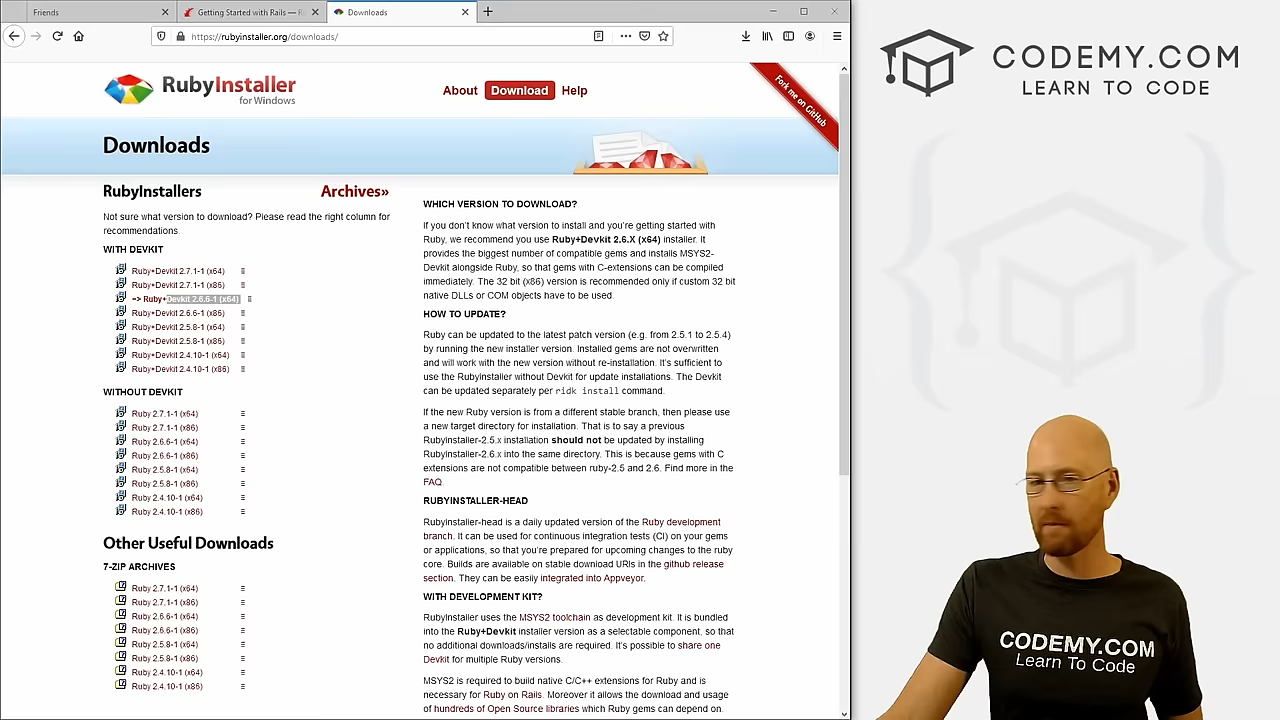 Friends
Getting Started with Rails — R
Downloads
https://rubyinstaller.org/downloads/
CODEMY.COM
LEARN TO CODE
RubyInstaller
for Windows
About
Download
Help
Fork me on GitHub
Downloads
RubyInstallers
Archives»
Not sure what version to download? Please read the right column for
recommendations.
WITH DEVKIT
Ruby+Devkit 2.7.1-1 (x64)
Ruby+Devkit 2.7.1-1 (x86)
=> Ruby+Devkit 2.6.6-1 (x64)
Ruby+Devkit 2.6.6-1 (x86)
Ruby+Devkit 2.5.8-1 (x64)
Ruby+Devkit 2.5.8-1 (x86)
Ruby+Devkit 2.4.10-1 (x64)
Ruby+Devkit 2.4.10-1 (x86)
WITHOUT DEVKIT
Ruby 2.7.1-1 (x64)
Ruby 2.7.1-1 (x86)
Ruby 2.6.6-1 (x64)
Ruby 2.6.6-1 (x86)
Ruby 2.5.8-1 (x64)
Ruby 2.5.8-1 (x86)
Ruby 2.4.10-1 (x64)
Ruby 2.4.10-1 (x86)
Other Useful Downloads
7-ZIP ARCHIVES
Ruby 2.7.1-1 (x64)
Ruby 2.7.1-1 (x86)
Ruby 2.6.6-1 (x64)
Ruby 2.6.6-1 (x86)
Ruby 2.5.8-1 (x64)
Ruby 2.5.8-1 (x86)
Ruby 2.4.10-1 (x64)
Ruby 2.4.10-1 (x86)
WHICH VERSION TO DOWNLOAD?
If you don't know what version to install and you're getting started with
Ruby, we recommend you use Ruby+Devkit 2.6.X (x64) installer. It
provides the biggest number of compatible gems and installs MSYS2-
Devkit alongside Ruby, so that gems with C-extensions can be compiled
immediately. The 32 bit (x86) version is recommended only if custom 32 bit
native DLLs or COM objects have to be used.
HOW TO UPDATE?
Ruby can be updated to the latest patch version (e.g. from 2.5.1 to 2.5.4)
by running the new installer version. Installed gems are not overwritten
and will work with the new version without re-installation. It's sufficient to
use the RubyInstaller without Devkit for update installations. The Devkit
can be updated separately per ridk install command.
If the new Ruby version is from a different stable branch, then please use
a new target directory for installation. That is to say a previous
RubyInstaller-2.5.x installation should not be updated by installing
RubyInstaller-2.6.x into the same directory. This is because gems with C
extensions are not compatible between ruby-2.5 and 2.6. Find more in the
FAQ.
RUBYINSTALLER-HEAD
RubyInstaller-head is a daily updated version of the Ruby development
branch. It can be used for continuous integration tests (CI) on your gems
or applications, so that you're prepared for upcoming changes to the ruby
core. Builds are available on stable download URIs in the github release
section. They can be easily integrated into Appveyor.
WITH DEVELOPMENT KIT?
RubyInstaller uses the MSYS2 toolchain as development kit. It is bundled
into the Ruby+Devkit installer version as a selectable component, so that
no additional downloads/installs are required. It's possible to share one
Devkit for multiple Ruby versions.
MSYS2 is required to build native C/C++ extensions for Ruby and is
necessary for Ruby on Rails. Moreover it allows the download and usage
of hundreds of Open Source libraries which Ruby gems can depend on.
CODEMY.COM
Learn To Code